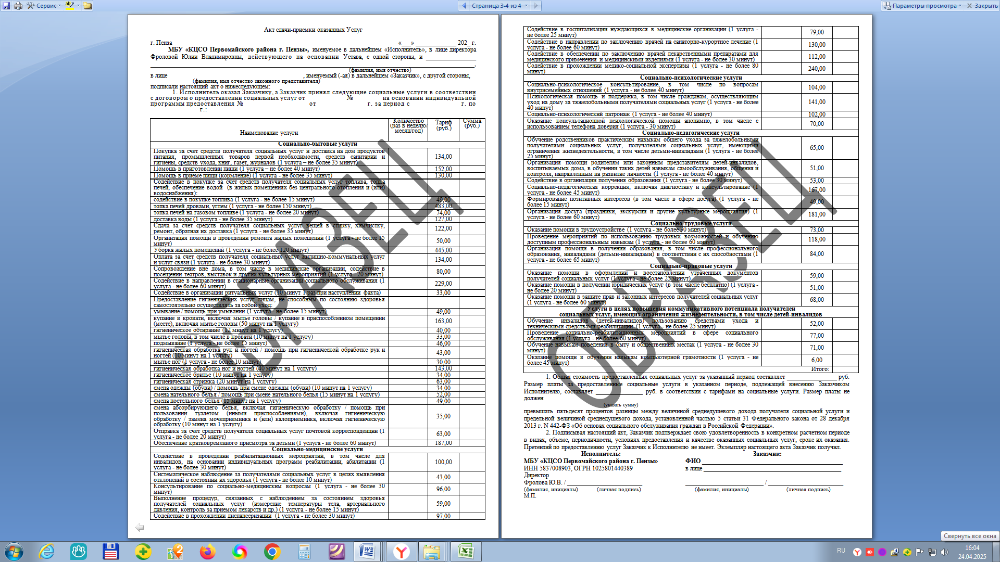 Сервис
Страница 3-4 из 4
Параметры просмотра
Закрыть
Акт сдачи-приемки оказанных Услуг
г. Пенза «___» _____________ 202_ г.
МБУ «КЦСО Первомайского района г. Пензы», именуемое в дальнейшем «Исполнитель», в лице директора
Фроловой Юлии Владимировны, действующего на основании Устава, с одной стороны, и ________________
,
(фамилия, имя отчество)
в лице , именуемый (-ая) в дальнейшем «Заказчик», с другой стороны,
(фамилия, имя отчество законного представителя)
подписали настоящий акт о нижеследующем:
1. Исполнитель оказал Заказчику, а Заказчик принял следующие социальные услуги в соответствии
с договором о предоставлении социальных услуг от № на основании индивидуальной
программы предоставления № от г. за период с г. по
г.:
Наименование услуги
Количество (раз в неделю/ месяц/год)
Тариф (руб.)
Сумма (руб.)
Социально-бытовые услуги
Покупка за счет средств получателя социальных услуг и доставка на дом продуктов
питания, промышленных товаров первой необходимости, средств санитарии и
гигиены, средств ухода, книг, газет, журналов (1 услуга – не более 35 минут) 134,00
Помощь в приготовлении пищи (1 услуга – не более 40 минут) 152,00
Помощь в приеме пищи (кормление) (1 услуга - не более 35 минут) 130,00
Содействие в покупке за счет средств получателя социальных услуг топлива, топка
печей, обеспечение водой (в жилых помещениях без центрального отопления и (или)
водоснабжения):
содействие в покупке топлива (1 услуга - не более 15 минут) 49,00
топка печей дровами, углем (1 услуга - не более 150 минут) 483,00
топка печей на газовом топливе (1 услуга - не более 20 минут) 74,00
доставка воды (1 услуга - не более 35 минут) 127,00
Сдача за счет средств получателя социальных услуг вещей в стирку, химчистку,
ремонт, обратная их доставка (1 услуга - не более 35 минут) 122,00
Организация помощи в проведении ремонта жилых помещений (1 услуга - не более 15
минут) 50,00
Уборка жилых помещений (1 услуга - не более 120 минут) 445,00
Оплата за счет средств получателя социальных услуг жилищно-коммунальных услуг
и услуг связи (1 услуга - не более 30 минут) 134,00
Сопровождение вне дома, в том числе в медицинские организации, содействие в
посещении театров, выставок и других культурных мероприятий (1 услуга - 20 минут) 80,00
Содействие в направлении в стационарные организации социального обслуживания (1
услуга - не более 60 минут) 229,00
Содействие в организации ритуальных услуг (10 минут 1 раз при наступлении факта) 33,00
Предоставление гигиенических услуг лицам, не способным по состоянию здоровья
самостоятельно осуществлять за собой уход:
умывание / помощь при умывании (1 услуга - не более 15 минут) 49,00
купание в кровати, включая мытье головы / купание в приспособленном помещении
(месте), включая мытье головы (50 минут на 1 услугу) 163,00
гигиеническое обтирание (12 минут на 1 услугу) 40,00
мытье головы, в том числе в кровати (10 минут на 1 услугу) 33,00
подмывание (1 услуга - не более 15 минут) 46,00
гигиеническая обработка рук и ногтей / помощь при гигиенической обработке рук и
ногтей (10 минут на 1 услугу) 43,00
мытье ног (1 услуга - не более 10 минут) 30,00
гигиеническая обработка ног и ногтей (40 минут на 1 услугу) 143,00
гигиеническое бритье (10 минут на 1 услугу) 34,00
гигиеническая стрижка (20 минут на 1 услугу) 63,00
смена одежды (обуви) / помощь при смене одежды (обуви) (10 минут на 1 услугу) 34,00
смена нательного белья / помощь при смене нательного белья (15 минут на 1 услугу) 52,00
смена постельного белья (15 минут на 1 услугу) 49,00
смена абсорбирующего белья, включая гигиеническую обработку / помощь при
пользовании туалетом (иными приспособлениями), включая гигиеническую
обработку / замена мочеприемника и (или) калоприемника, включая гигиеническую
обработку (10 минут на 1 услугу) 35,00
Отправка за счет средств получателя социальных услуг почтовой корреспонденции (1
услуга - не более 20 минут) 63,00
Обеспечение кратковременного присмотра за детьми (1 услуга - не более 60 минут) 187,00
Социально-медицинские услуги
Содействие в проведении реабилитационных мероприятий, в том числе для
инвалидов, на основании индивидуальных программ реабилитации, абилитации (1
услуга - не более 30 минут) 100,00
Систематическое наблюдение за получателями социальных услуг в целях выявления
отклонений в состоянии их здоровья (1 услуга - не более 10 минут) 43,00
Консультирование по социально-медицинским вопросам (1 услуга - не более 30
минут) 96,00
Выполнение процедур, связанных с наблюдением за состоянием здоровья
получателей социальных услуг (измерение температуры тела, артериального
давления, контроль за приемом лекарств и др.) (1 услуга - не более 15 минут) 59,00
Содействие в прохождении диспансеризации (1 услуга - не более 30 минут) 97,00
ОБРАЗЕЦ
Содействие в госпитализации нуждающихся в медицинские организации (1 услуга -
не более 25 минут) 79,00
Содействие в направлении по заключению врачей на санаторно-курортное лечение (1
услуга - не более 60 минут) 130,00
Содействие в обеспечении по заключению врачей лекарственными препаратами для
медицинского применения и медицинскими изделиями (1 услуга - не более 30 минут) 112,00
Содействие в прохождении медико-социальной экспертизы (1 услуга - не более 80
минут) 240,00
Социально-психологические услуги
Социально-психологическое консультирование, в том числе по вопросам
внутрисемейных отношений (1 услуга - не более 40 минут) 104,00
Психологическая помощь и поддержка, в том числе гражданам, осуществляющим
уход на дому за тяжелобольными получателями социальных услуг (1 услуга - не более
40 минут) 141,00
Социально-психологический патронаж (1 услуга - не более 40 минут) 102,00
Оказание консультационной психологической помощи анонимно, в том числе с
использованием телефона доверия (1 услуга - 30 минут) 70,00
Социально-педагогические услуги
Обучение родственников практическим навыкам общего ухода за тяжелобольными
получателями социальных услуг, получателями социальных услуг, имеющими
ограничения жизнедеятельности, в том числе детьми-инвалидами (1 услуга - не более
25 минут) 65,00
Организация помощи родителям или законным представителям детей-инвалидов,
воспитываемых дома, в обучении таких детей навыкам самообслуживания, общения и
контроля, направленным на развитие личности (1 услуга - не более 40 минут) 51,00
Содействие в организации получения образования (1 услуга - не более 30 минут) 53,00
Социально-педагогическая коррекция, включая диагностику и консультирование (1
услуга - не более 45 минут) 167,00
Формирование позитивных интересов (в том числе в сфере досуга) (1 услуга - не
более 15 минут) 49,00
Организация досуга (праздники, экскурсии и другие культурные мероприятия) (1
услуга - не более 60 минут) 181,00
Социально-трудовые услуги
Оказание помощи в трудоустройстве (1 услуга - не более 30 минут) 73,00
Проведение мероприятий по использованию трудовых возможностей и обучению
доступным профессиональным навыкам (1 услуга - не более 60 минут) 118,00
Организация помощи в получении образования, в том числе профессионального
образования, инвалидами (детьми-инвалидами) в соответствии с их способностями (1
услуга - не более 65 минут) 84,00
Социально-правовые услуги
Оказание помощи в оформлении и восстановлении утраченных документов
получателей социальных услуг (1 услуга - не более 25 минут) 59,00
Оказание помощи в получении юридических услуг (в том числе бесплатно) (1 услуга -
не более 20 минут) 51,00
Оказание помощи в защите прав и законных интересов получателей социальных услуг
(1 услуга - не более 60 минут) 68,00
Услуги в целях повышения коммуникативного потенциала получателей
социальных услуг, имеющих ограничения жизнедеятельности, в том числе детей-инвалидов
Обучение инвалидов (детей-инвалидов) пользованию средствами ухода и
техническими средствами реабилитации (1 услуга - не более 25 минут) 52,00
Проведение социально-реабилитационных мероприятий в сфере социального
обслуживания (1 услуга - не более 60 минут) 77,00
Обучение навыкам поведения в быту и общественных местах (1 услуга - не более 30
минут) 71,00
Оказание помощи в обучении навыкам компьютерной грамотности (1 услуга - не
более 45 минут) 6,00
Итого:
1. Общая стоимость предоставленных социальных услуг за указанный период составляет ________________ руб.
Размер платы за предоставленные социальные услуги в указанном периоде, подлежащей внесению Заказчиком
Исполнителю, составляет _______________ руб. в соответствии с тарифами на социальные услуги. Размер платы не
должен
(указать сумму)
превышать пятьдесят процентов разницы между величиной среднедушевого дохода получателя социальной услуги и
предельной величиной среднедушевого дохода, установленной частью 5 статьи 31 Федерального закона от 28 декабря
2013 г. N 442-ФЗ «Об основах социального обслуживания граждан в Российской Федерации».
2. Подписывая настоящий акт, Заказчик подтверждает свою удовлетворенность в конкретном расчетном периоде
в видах, объеме, периодичности, условиях предоставления и качестве оказанных социальных услуг, сроке их оказания.
Претензий по предоставлению услуг Заказчик к Исполнителю не имеет. Экземпляр настоящего акта Заказчик получил.
Исполнитель: Заказчик:
МБУ «КЦСО Первомайского района г. Пензы» ФИО ________________
ИНН 5837008903, ОГРН 1025801440389 в лице ________________
Директор
Фролова Ю.В. / ________________ ________________ / ________________
(фамилия, инициалы) (личная подпись) (фамилия, инициалы) (личная подпись)
М.П.
ОБРАЗЕЦ
Свернуть все окна
RU
16:04
24.04.2025